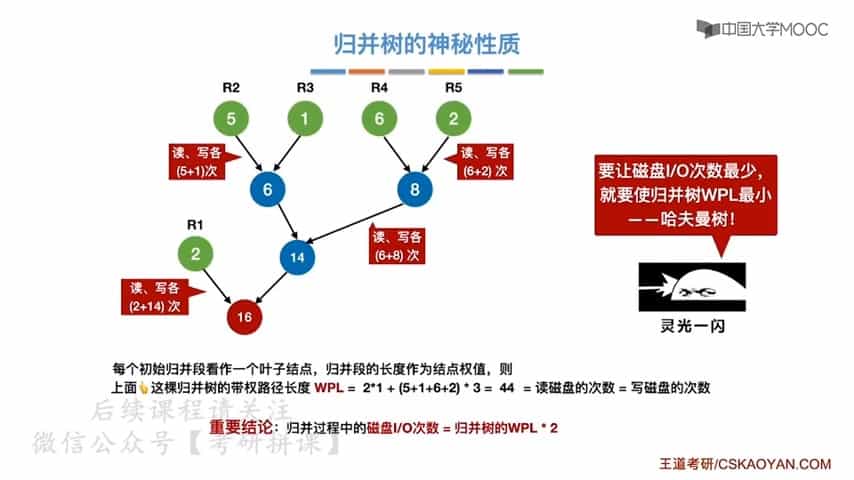 中国大学MOOC
归并树的神秘性质
R2 R3 R4 R5
5 1 6 2
读、写各
(5+1)次
读、写各
(6+2) 次
6 8
要让磁盘I/O次数最少，
就要使归并树WPL最小
——哈夫曼树！
R1
2 14
读、写各
(6+8) 次
读、写各
(2+14) 次
16
灵光一闪
每个初始归并段看作一个叶子结点，归并段的长度作为结点权值，则
上面👆这棵归并树的带权路径长度 WPL = 2*1 + (5+1+6+2) * 3 = 44 = 读磁盘的次数 = 写磁盘的次数
后续课程请关注
重要结论：归并过程中的磁盘I/O次数 = 归并树的WPL * 2
微信公众号【考研拼课】
王道考研/CSKAOYAN.COM